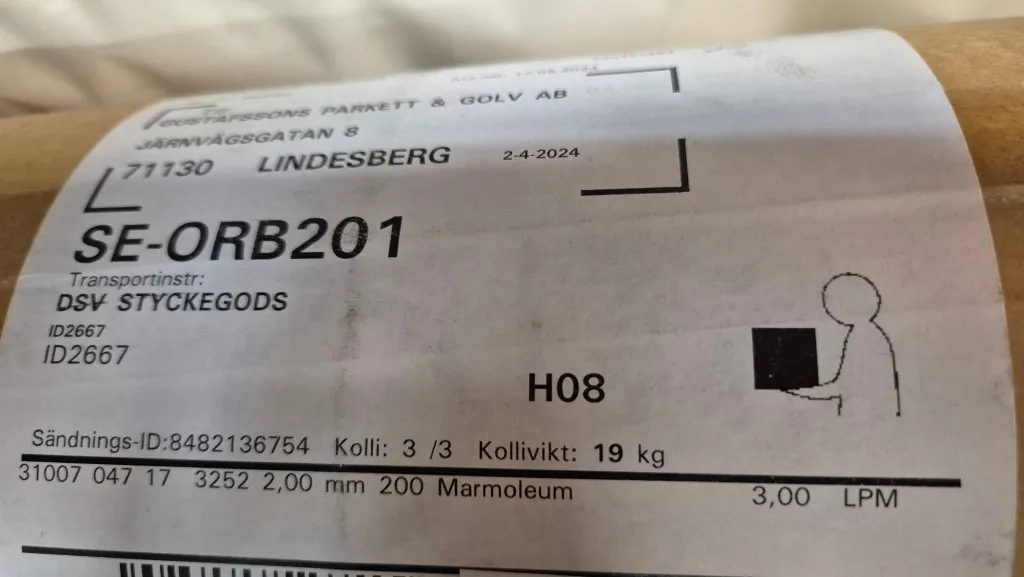 GUSTAFSSONS PARKETT & GOLV AB
JÄRNVÄGSGATAN 8
71130 LINDESBERG 2-4-2024
SE-ORB201
Transportinstr:
DSV STYCKEGODS
ID2667
ID2667
H08
Sändnings-ID:8482136754 Kolli: 3 /3 Kollivikt: 19 kg
31007 047 17 3252 2,00 mm 200 Marmoleum 3,00 LPM